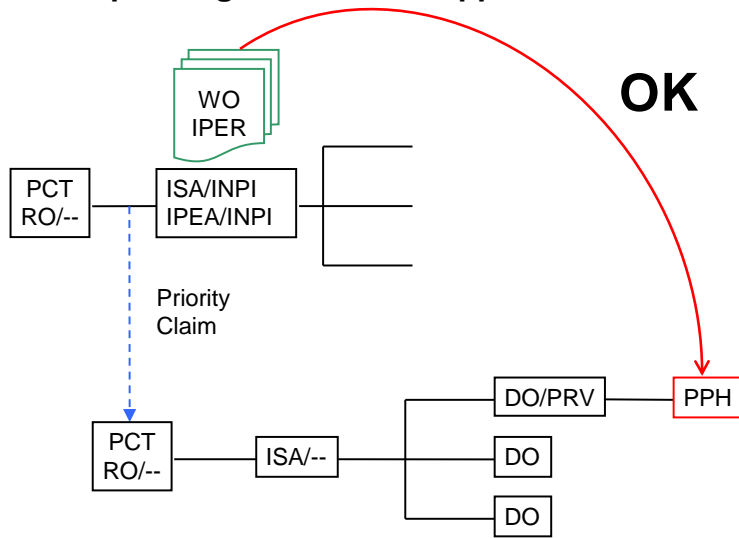 OK
WO
IPER
PCT
RO/--
ISA/INPI
IPEA/INPI
Priority
Claim
DO/PRV
PPH
PCT
RO/--
ISA/--
DO
DO